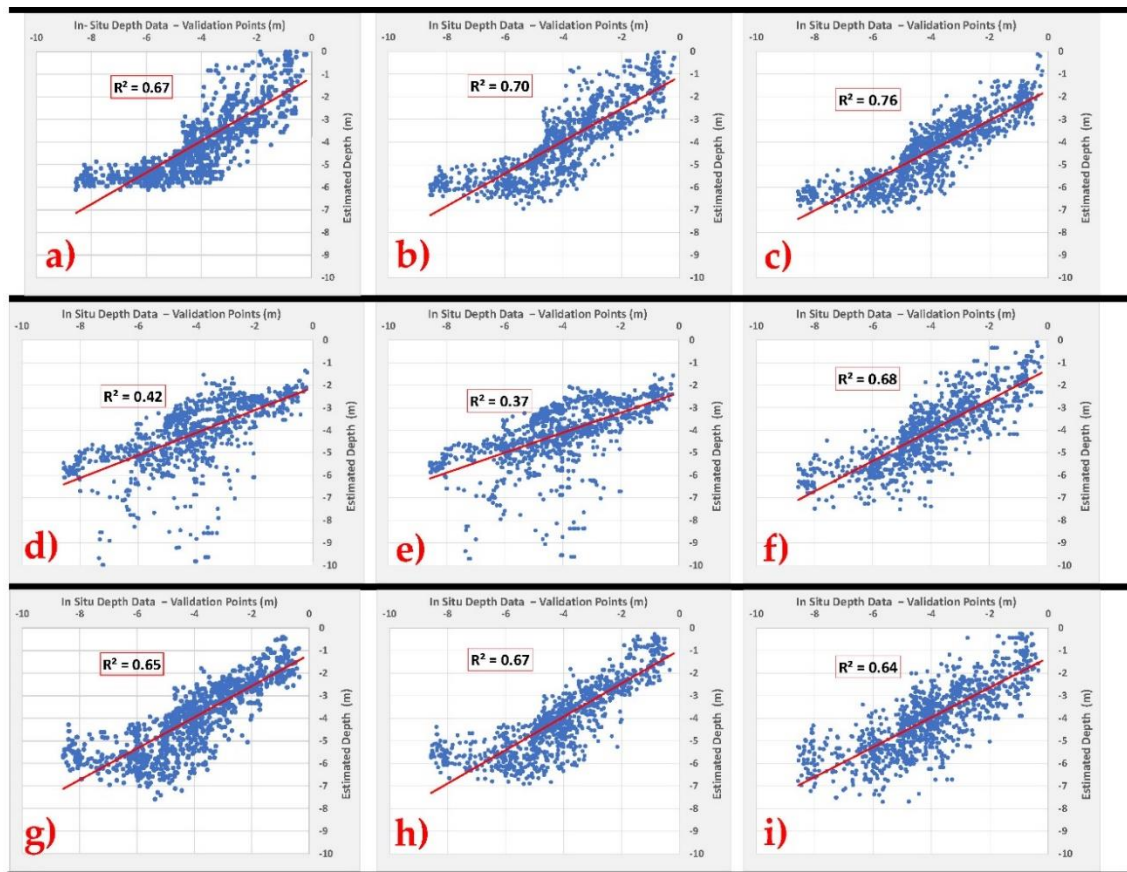 In- Situ Depth Data – Validation Points (m)
-10 -8 -6 -4 -2 0
0
-1
-2
-3
-4
-5
-6
-7
-8
-9
-10
Estimated Depth (m)
R² = 0.67
a)
In Situ Depth Data – Validation Points (m)
-10 -8 -6 -4 -2 0
0
-1
-2
-3
-4
-5
-6
-7
-8
-9
-10
Estimated Depth (m)
R² = 0.70
b)
In Situ Depth Data – Validation Points (m)
-10 -8 -6 -4 -2 0
0
-1
-2
-3
-4
-5
-6
-7
-8
-9
-10
Estimated Depth (m)
R² = 0.76
c)
In Situ Depth Data – Validation Points (m)
-10 -8 -6 -4 -2 0
0
-1
-2
-3
-4
-5
-6
-7
-8
-9
-10
Estimated Depth (m)
R² = 0.42
d)
In Situ Depth Data – Validation Points (m)
-10 -8 -6 -4 -2 0
0
-1
-2
-3
-4
-5
-6
-7
-8
-9
-10
Estimated Depth (m)
R² = 0.37
e)
In Situ Depth Data – Validation Points (m)
-10 -8 -6 -4 -2 0
0
-1
-2
-3
-4
-5
-6
-7
-8
-9
-10
Estimated Depth (m)
R² = 0.68
f)
In Situ Depth Data – Validation Points (m)
-10 -8 -6 -4 -2 0
0
-1
-2
-3
-4
-5
-6
-7
-8
-9
-10
Estimated Depth (m)
R² = 0.65
g)
In Situ Depth Data – Validation Points (m)
-10 -8 -6 -4 -2 0
0
-1
-2
-3
-4
-5
-6
-7
-8
-9
-10
Estimated Depth (m)
R² = 0.67
h)
In Situ Depth Data – Validation Points (m)
-10 -8 -6 -4 -2 0
0
-1
-2
-3
-4
-5
-6
-7
-8
-9
-10
Estimated Depth (m)
R² = 0.64
i)